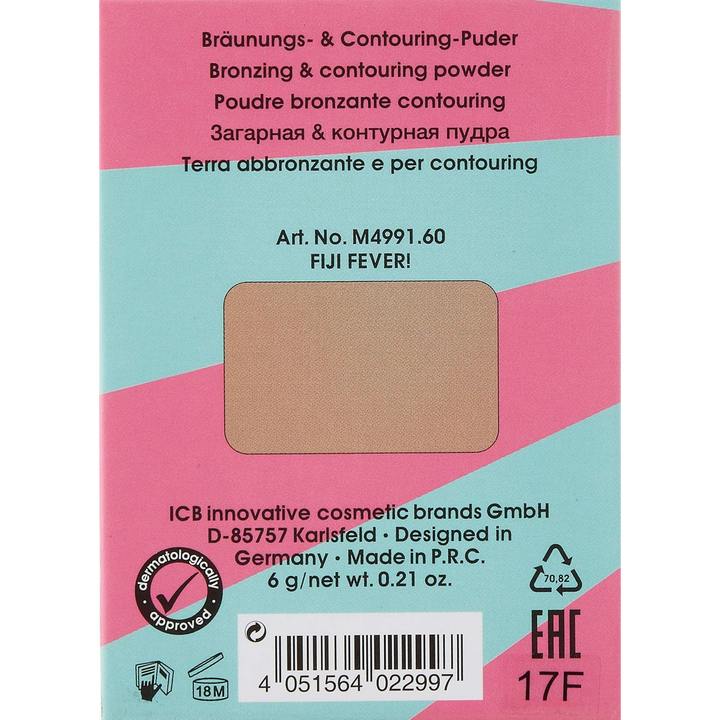 Bräunungs- & Contouring-Puder
Bronzing & contouring powder
Poudre bronzante contouring
Загарная & контурная пудра
Terra abbronzante e per contouring
Art. No. M4991.60
FIJI FEVER!
ICB innovative cosmetic brands GmbH
D-85757 Karlsfeld · Designed in
Germany · Made in P.R.C.
6 g/net wt. 0.21 oz.
dermatologically
· approved ·
70,82
EAC
18M
4 051564 022997
17F